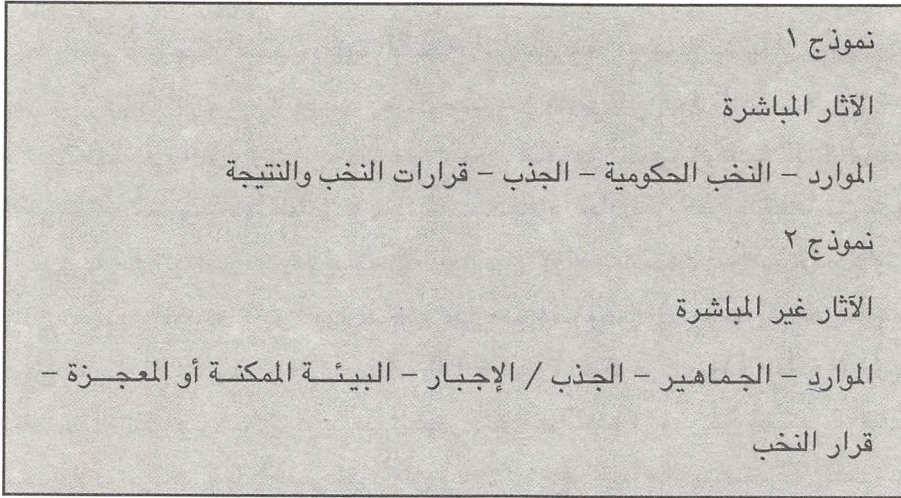 نموذج ١
الآثار المباشرة
الموارد – النخب الحكومية – الجذب – قرارات النخب والنتيجة
نموذج ٢
الآثار غير المباشرة
الموارد – الجماهير – الجذب / الإجبار – البيئة الممكنة أو المعجزة –
قرار النخب